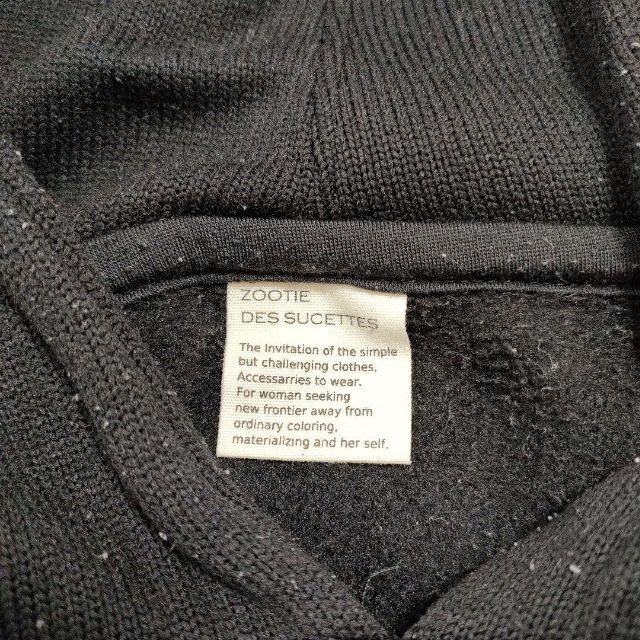 ZOOTIE
DES SUCETTES
The Invitation of the simple
but challenging clothes,
Accessarries to wear.
For woman seeking
new frontier away from
ordinary coloring,
materializing and her self.